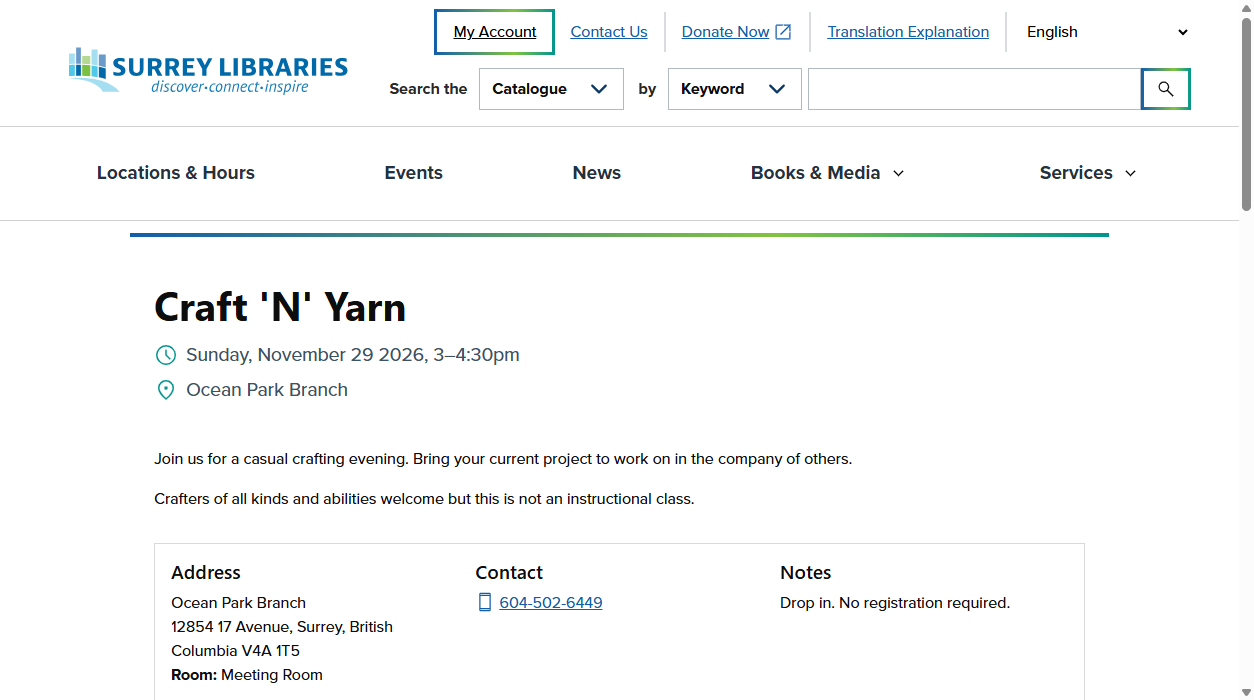 My Account
Contact Us
Donate Now
Translation Explanation
English
SURREY LIBRARIES
discover•connect•inspire
Search the
Catalogue
by
Keyword
Locations & Hours
Events
News
Books & Media
Services
Craft 'N' Yarn
Sunday, November 29 2026, 3–4:30pm
Ocean Park Branch
Join us for a casual crafting evening. Bring your current project to work on in the company of others.
Crafters of all kinds and abilities welcome but this is not an instructional class.
Address
Ocean Park Branch
12854 17 Avenue, Surrey, British
Columbia V4A 1T5
Room: Meeting Room
Contact
604-502-6449
Notes
Drop in. No registration required.